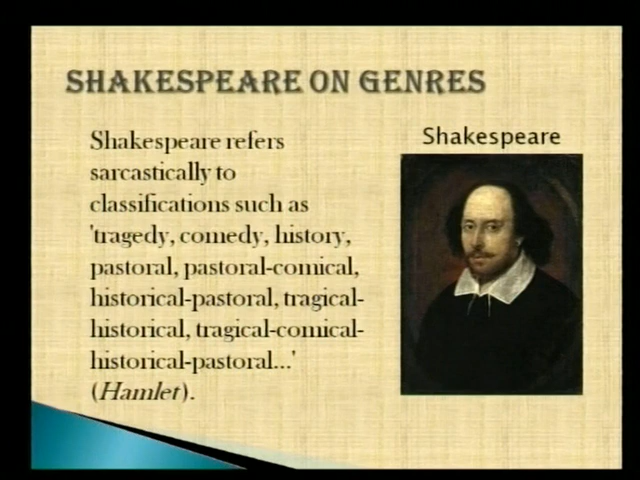 SHAKESPEARE ON GENRES
Shakespeare refers
sarcastically to
classifications such as
'tragedy, comedy, history,
pastoral, pastoral-comical,
historical-pastoral, tragical-
historical, tragical-comical-
historical-pastoral...'
(Hamlet).
Shakespeare